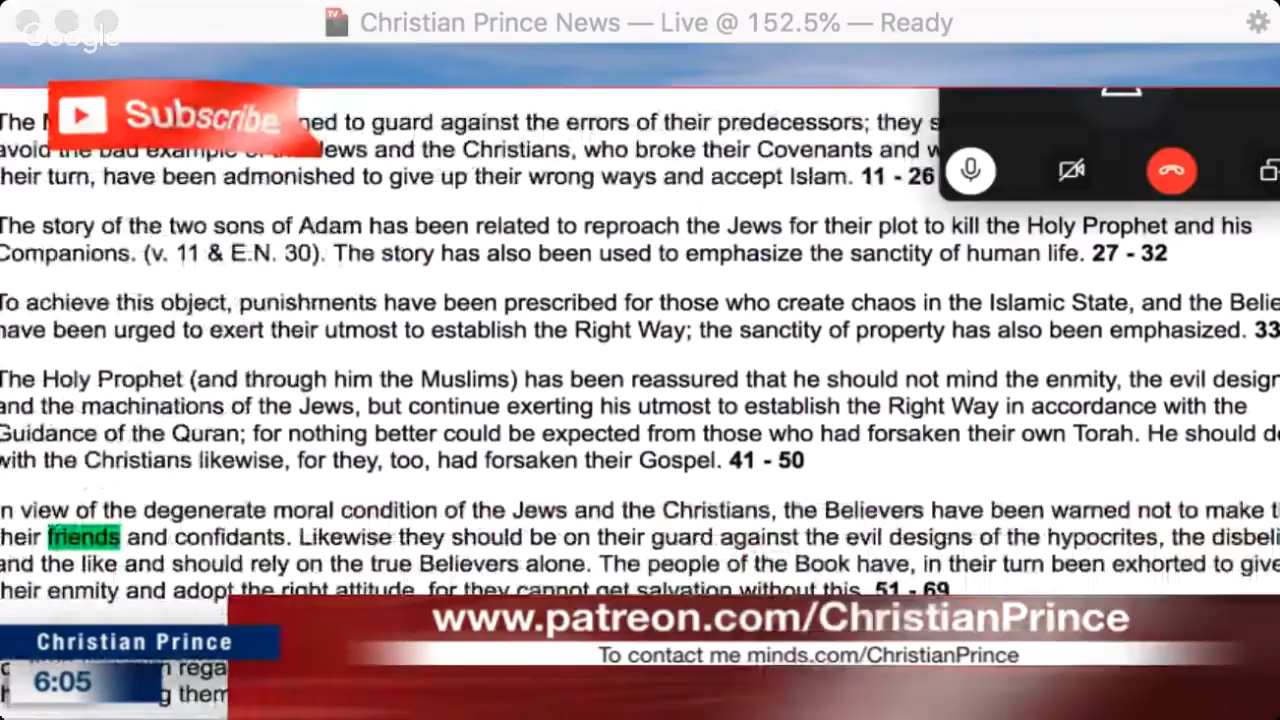 Christian Prince News — Live @ 152.5% — Ready
Google
Subscribe
The ned to guard against the errors of their predecessors; they
avoid the bad example Jews and the Christians, who broke their Covenants and
heir turn, have been admonished to give up their wrong ways and accept Islam. 11 - 26
The story of the two sons of Adam has been related to reproach the Jews for their plot to kill the Holy Prophet and his
Companions. (v. 11 & E.N. 30). The story has also been used to emphasize the sanctity of human life. 27 - 32
To achieve this object, punishments have been prescribed for those who create chaos in the Islamic State, and the Belie
have been urged to exert their utmost to establish the Right Way; the sanctity of property has also been emphasized. 33
The Holy Prophet (and through him the Muslims) has been reassured that he should not mind the enmity, the evil design
and the machinations of the Jews, but continue exerting his utmost to establish the Right Way in accordance with the
Guidance of the Quran; for nothing better could be expected from those who had forsaken their own Torah. He should de
with the Christians likewise, for they, too, had forsaken their Gospel. 41 - 50
n view of the degenerate moral condition of the Jews and the Christians, the Believers have been warned not to make t
heir friends and confidants. Likewise they should be on their guard against the evil designs of the hypocrites, the disbeli
and the like and should rely on the true Believers alone. The people of the Book have, in their turn been exhorted to give
heir enmity and adopt the right attitude, for they cannot get salvation without this. 51 - 69
rega
g them
www.patreon.com/ChristianPrince
To contact me minds.com/ChristianPrince
Christian Prince
6:05